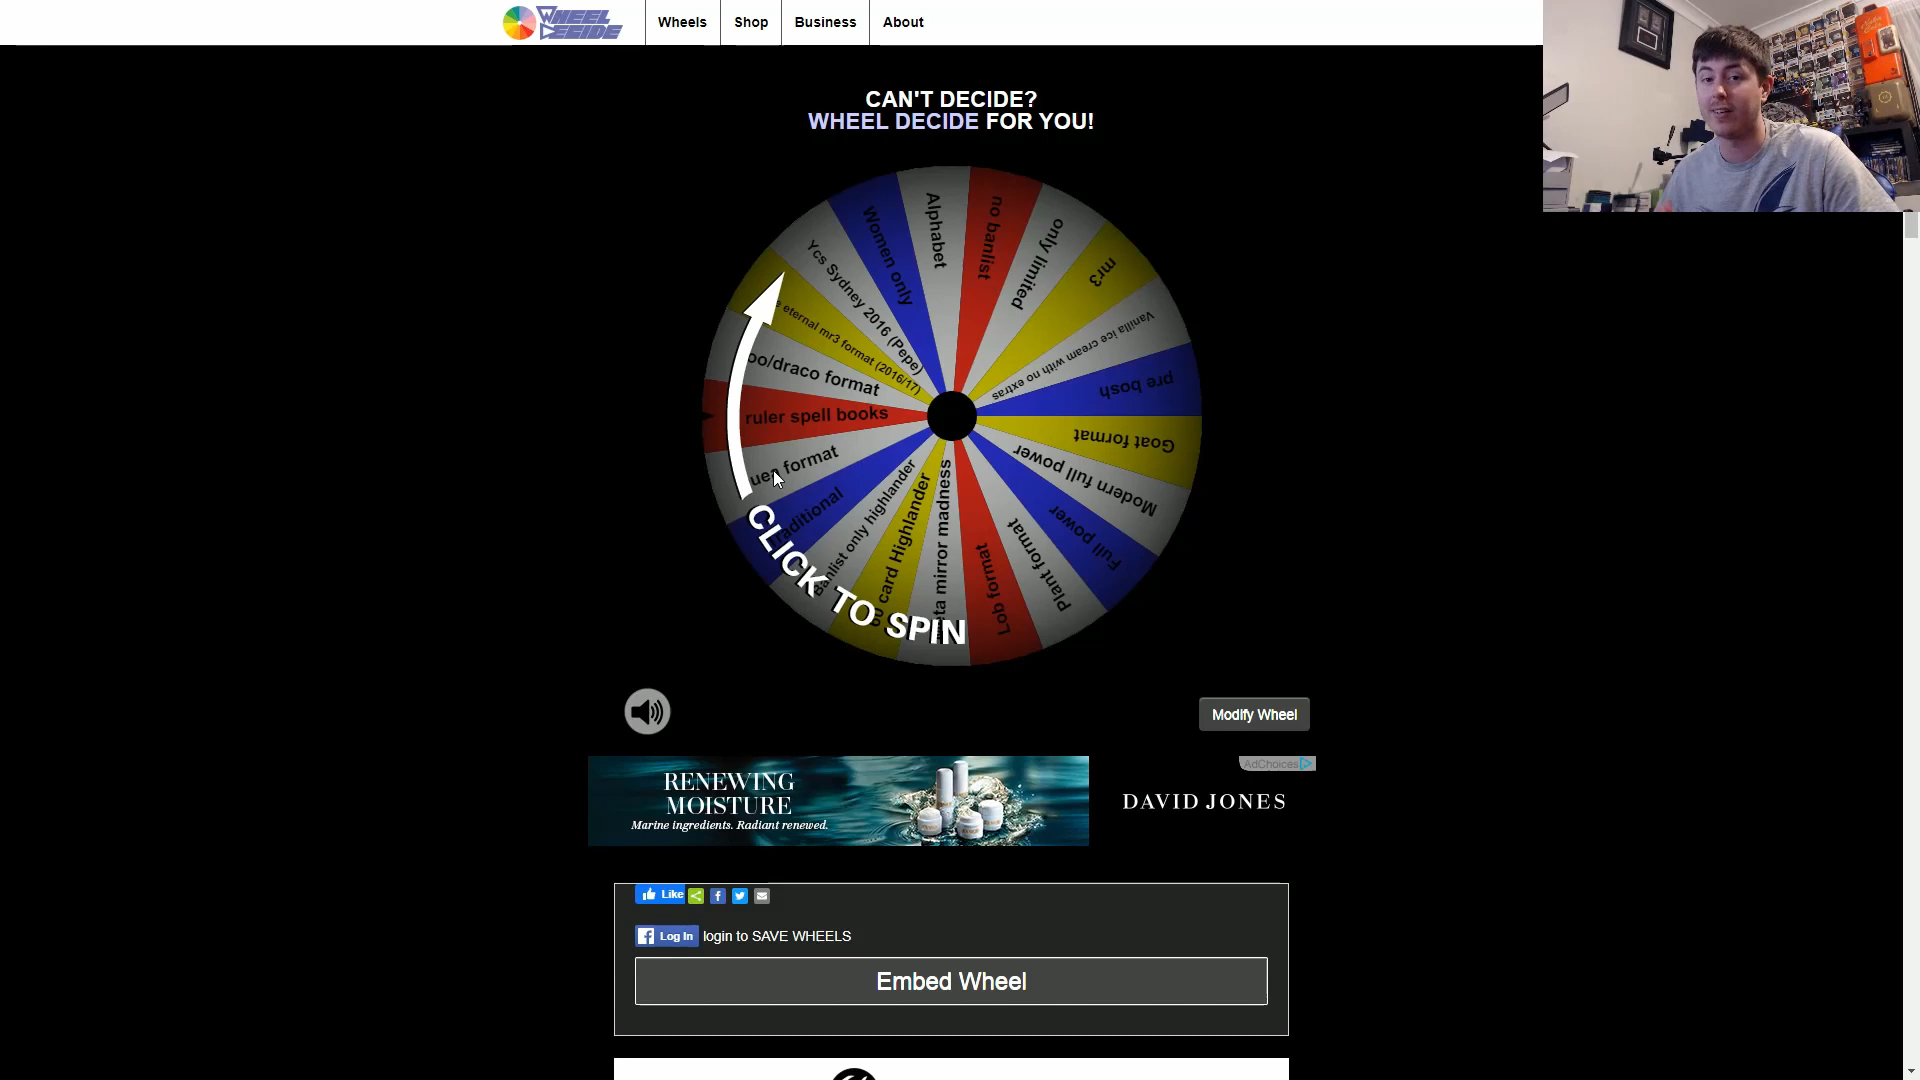 WHEEL
DECIDE
Wheels
Shop
Business
About
CAN'T DECIDE?
WHEEL DECIDE FOR YOU!
Alphabet
no banlist
only limited
mr3
Vanilla ice cream with no extras
pre bosh
Goat format
Modern full power
Full power
Plant format
Lob format
mirror madness
card Highlander
only highlander
format
ruler spell books
/draco format
eternal mr3 format (2016/17)
Ycs Sydney 2016 (Pepe)
Women only
CLICK TO SPIN
Modify Wheel
RENEWING
MOISTURE
Marine ingredients. Radiant renewed.
AdChoices
DAVID JONES
Like
Log In login to SAVE WHEELS
Embed Wheel